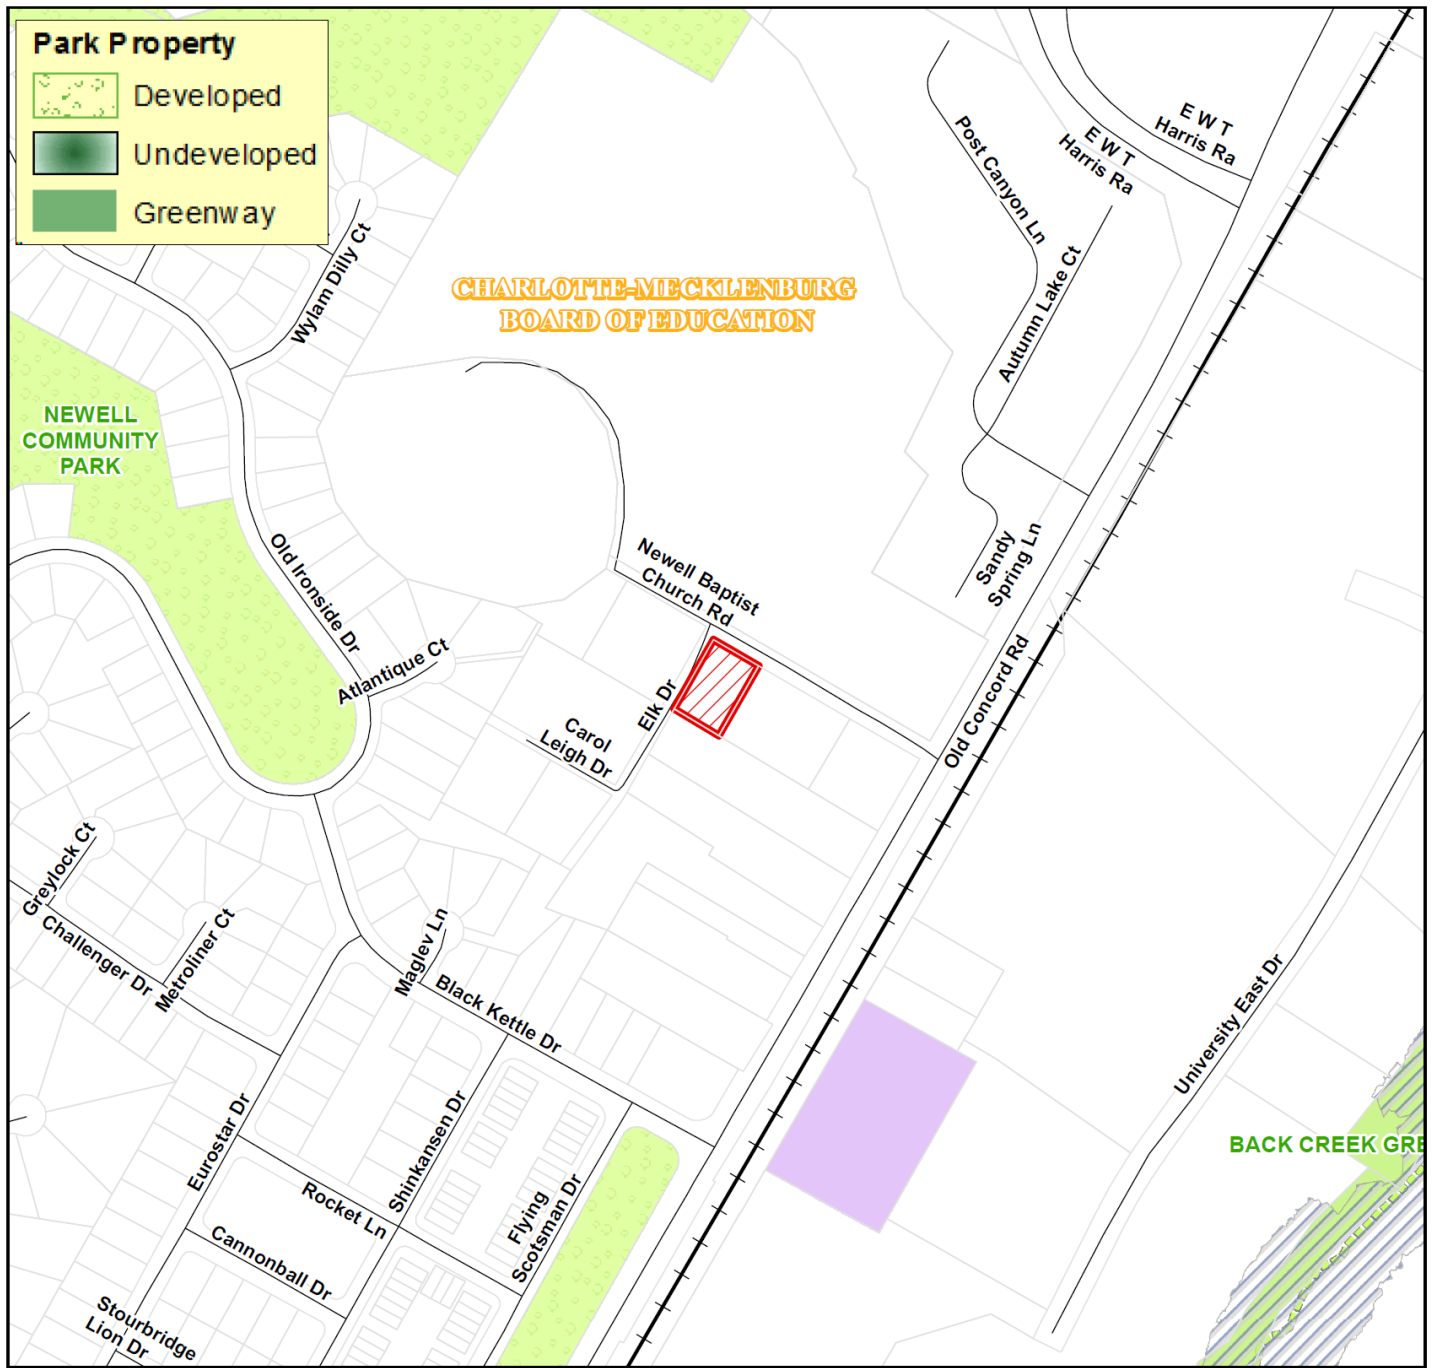 Park Property
Developed
Undeveloped
Greenway
E W T
Harris Ra
E W T
Harris Ra
Post Canyon Ln
Autumn Lake Ct
Wylam Dilly Ct
CHARLOTTE-MECKLENBURG
BOARD OF EDUCATION
NEWELL
COMMUNITY
PARK
Old Ironside Dr
Atlantique Ct
Newell Baptist
Church Rd
Sandy
Spring Ln
Old Concord Rd
Elk Dr
Carol
Leigh Dr
Greylock Ct
Challenger Dr
Metroliner Ct
Maglev Ln
Black Kettle Dr
University East Dr
Eurostar Dr
Shinkansen Dr
Rocket Ln
Flying
Scotsman Dr
Cannonball Dr
Stourbridge
Lion Dr
BACK CREEK GRE